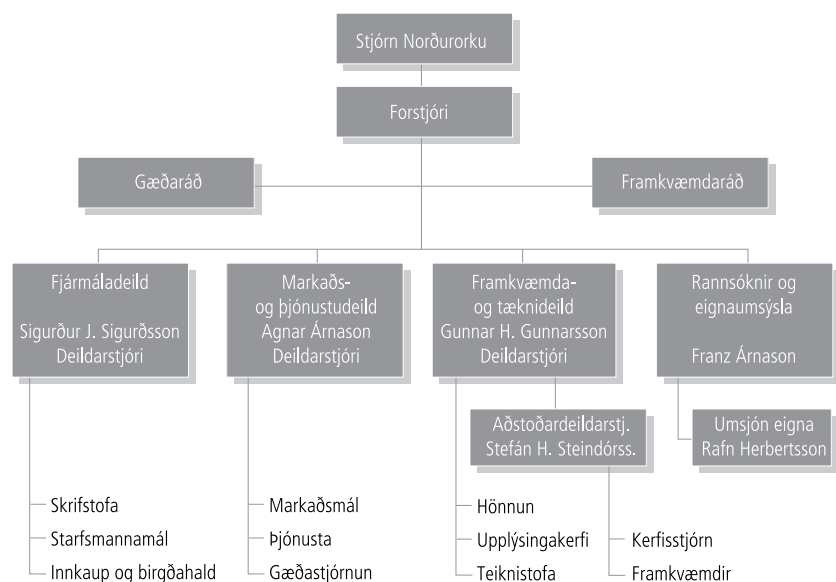 Stjórn Norðurorku
Forstjóri
Gæðaráð
Framkvæmdaráð
Fjármáladeild
Sigurður J. Sigurðsson
Deildarstjóri
Markaðs-
og þjónustudeild
Agnar Árnason
Deildarstjóri
Framkvæmda-
og tæknideild
Gunnar H. Gunnarsson
Deildarstjóri
Rannsóknir og
eignaumsýsla
Franz Árnason
Aðstoðardeildarstj.
Stefán H. Steindórss.
Umsjón eigna
Rafn Herbertsson
Skrifstofa
Starfsmannamál
Innkaup og birgðahald
Markaðsmál
Þjónusta
Gæðastjórnun
Hönnun
Upplýsingakerfi
Teiknistofa
Kerfisstjórn
Framkvæmdir